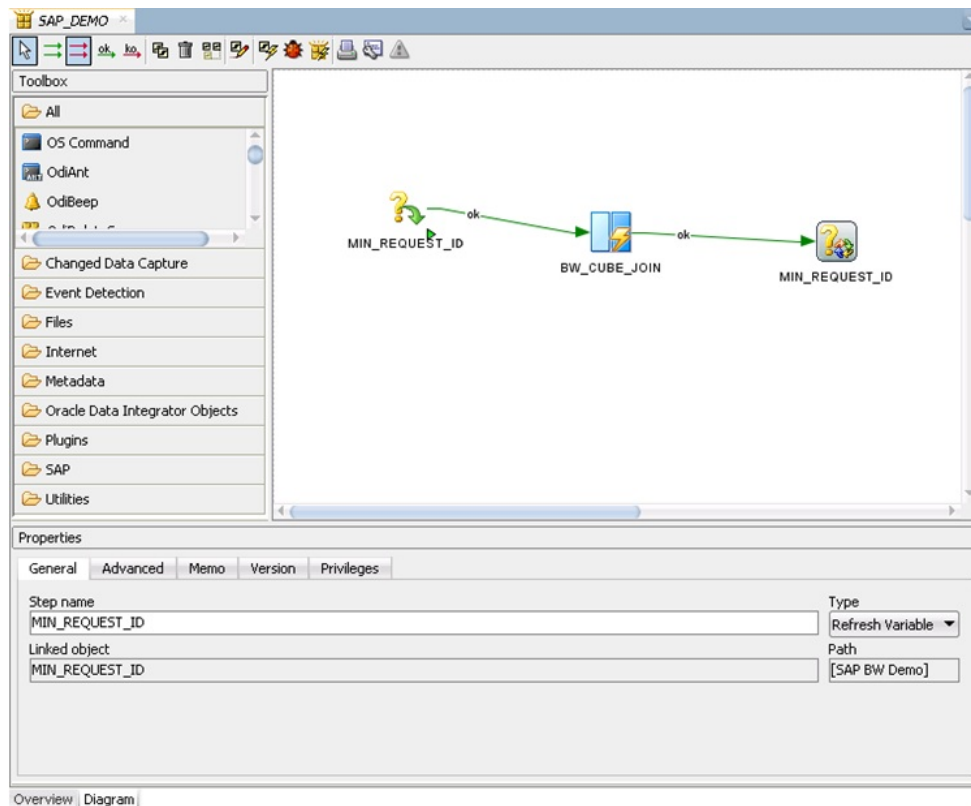 SAP_DEMO
ok
ko
Toolbox
All
OS Command
OdiAnt
OdiBeep
Changed Data Capture
Event Detection
Files
Internet
Metadata
Oracle Data Integrator Objects
Plugins
SAP
Utilities
MIN_REQUEST_ID
ok
BW_CUBE_JOIN
ok
MIN_REQUEST_ID
Properties
General Advanced Memo Version Privileges
Step name Type
MIN_REQUEST_ID Refresh Variable
Linked object Path
MIN_REQUEST_ID [SAP BW Demo]
Overview Diagram